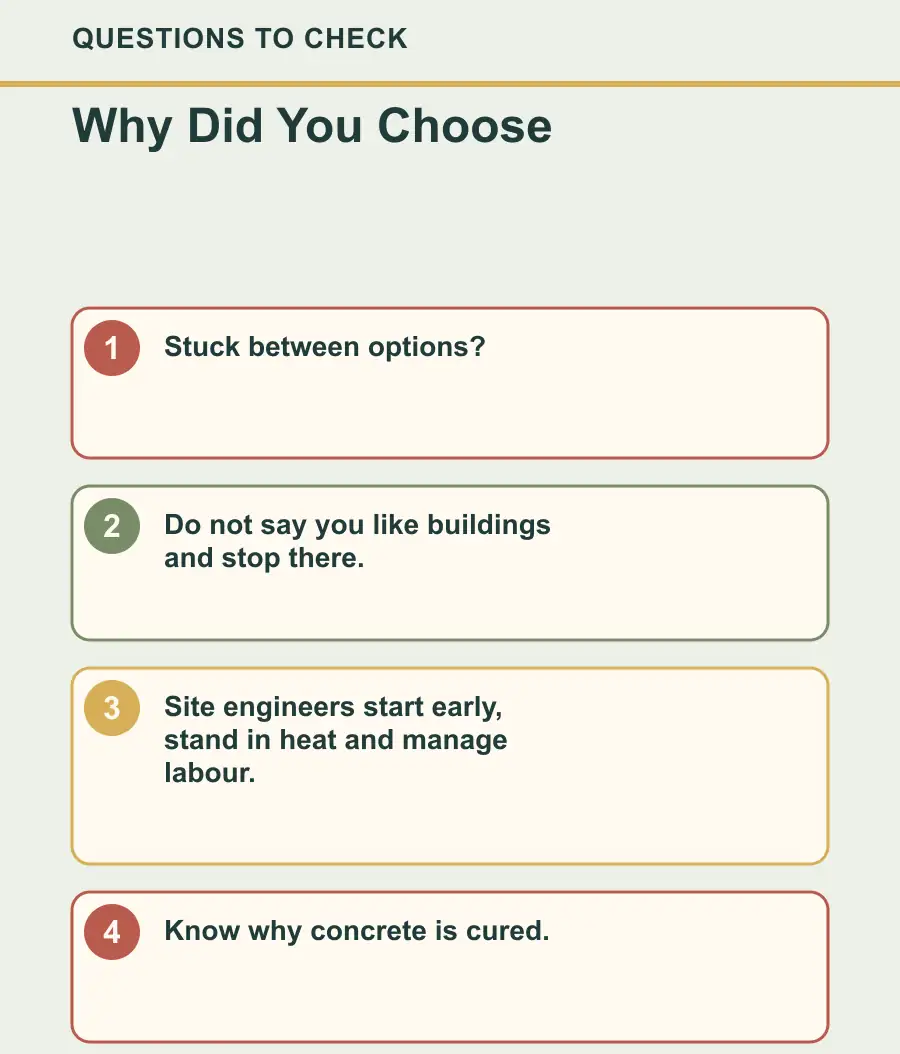 QUESTIONS TO CHECK
Why Did You Choose
1
Stuck between options?
2
Do not say you like buildings
and stop there.
3
Site engineers start early,
stand in heat and manage
labour.
4
Know why concrete is cured.